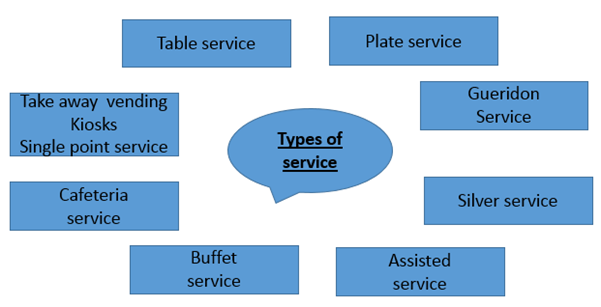 Table service
Plate service
Take away vending
Kiosks
Single point service
Gueridon
Service
Types of
service
Cafeteria
service
Silver service
Buffet
service
Assisted
service